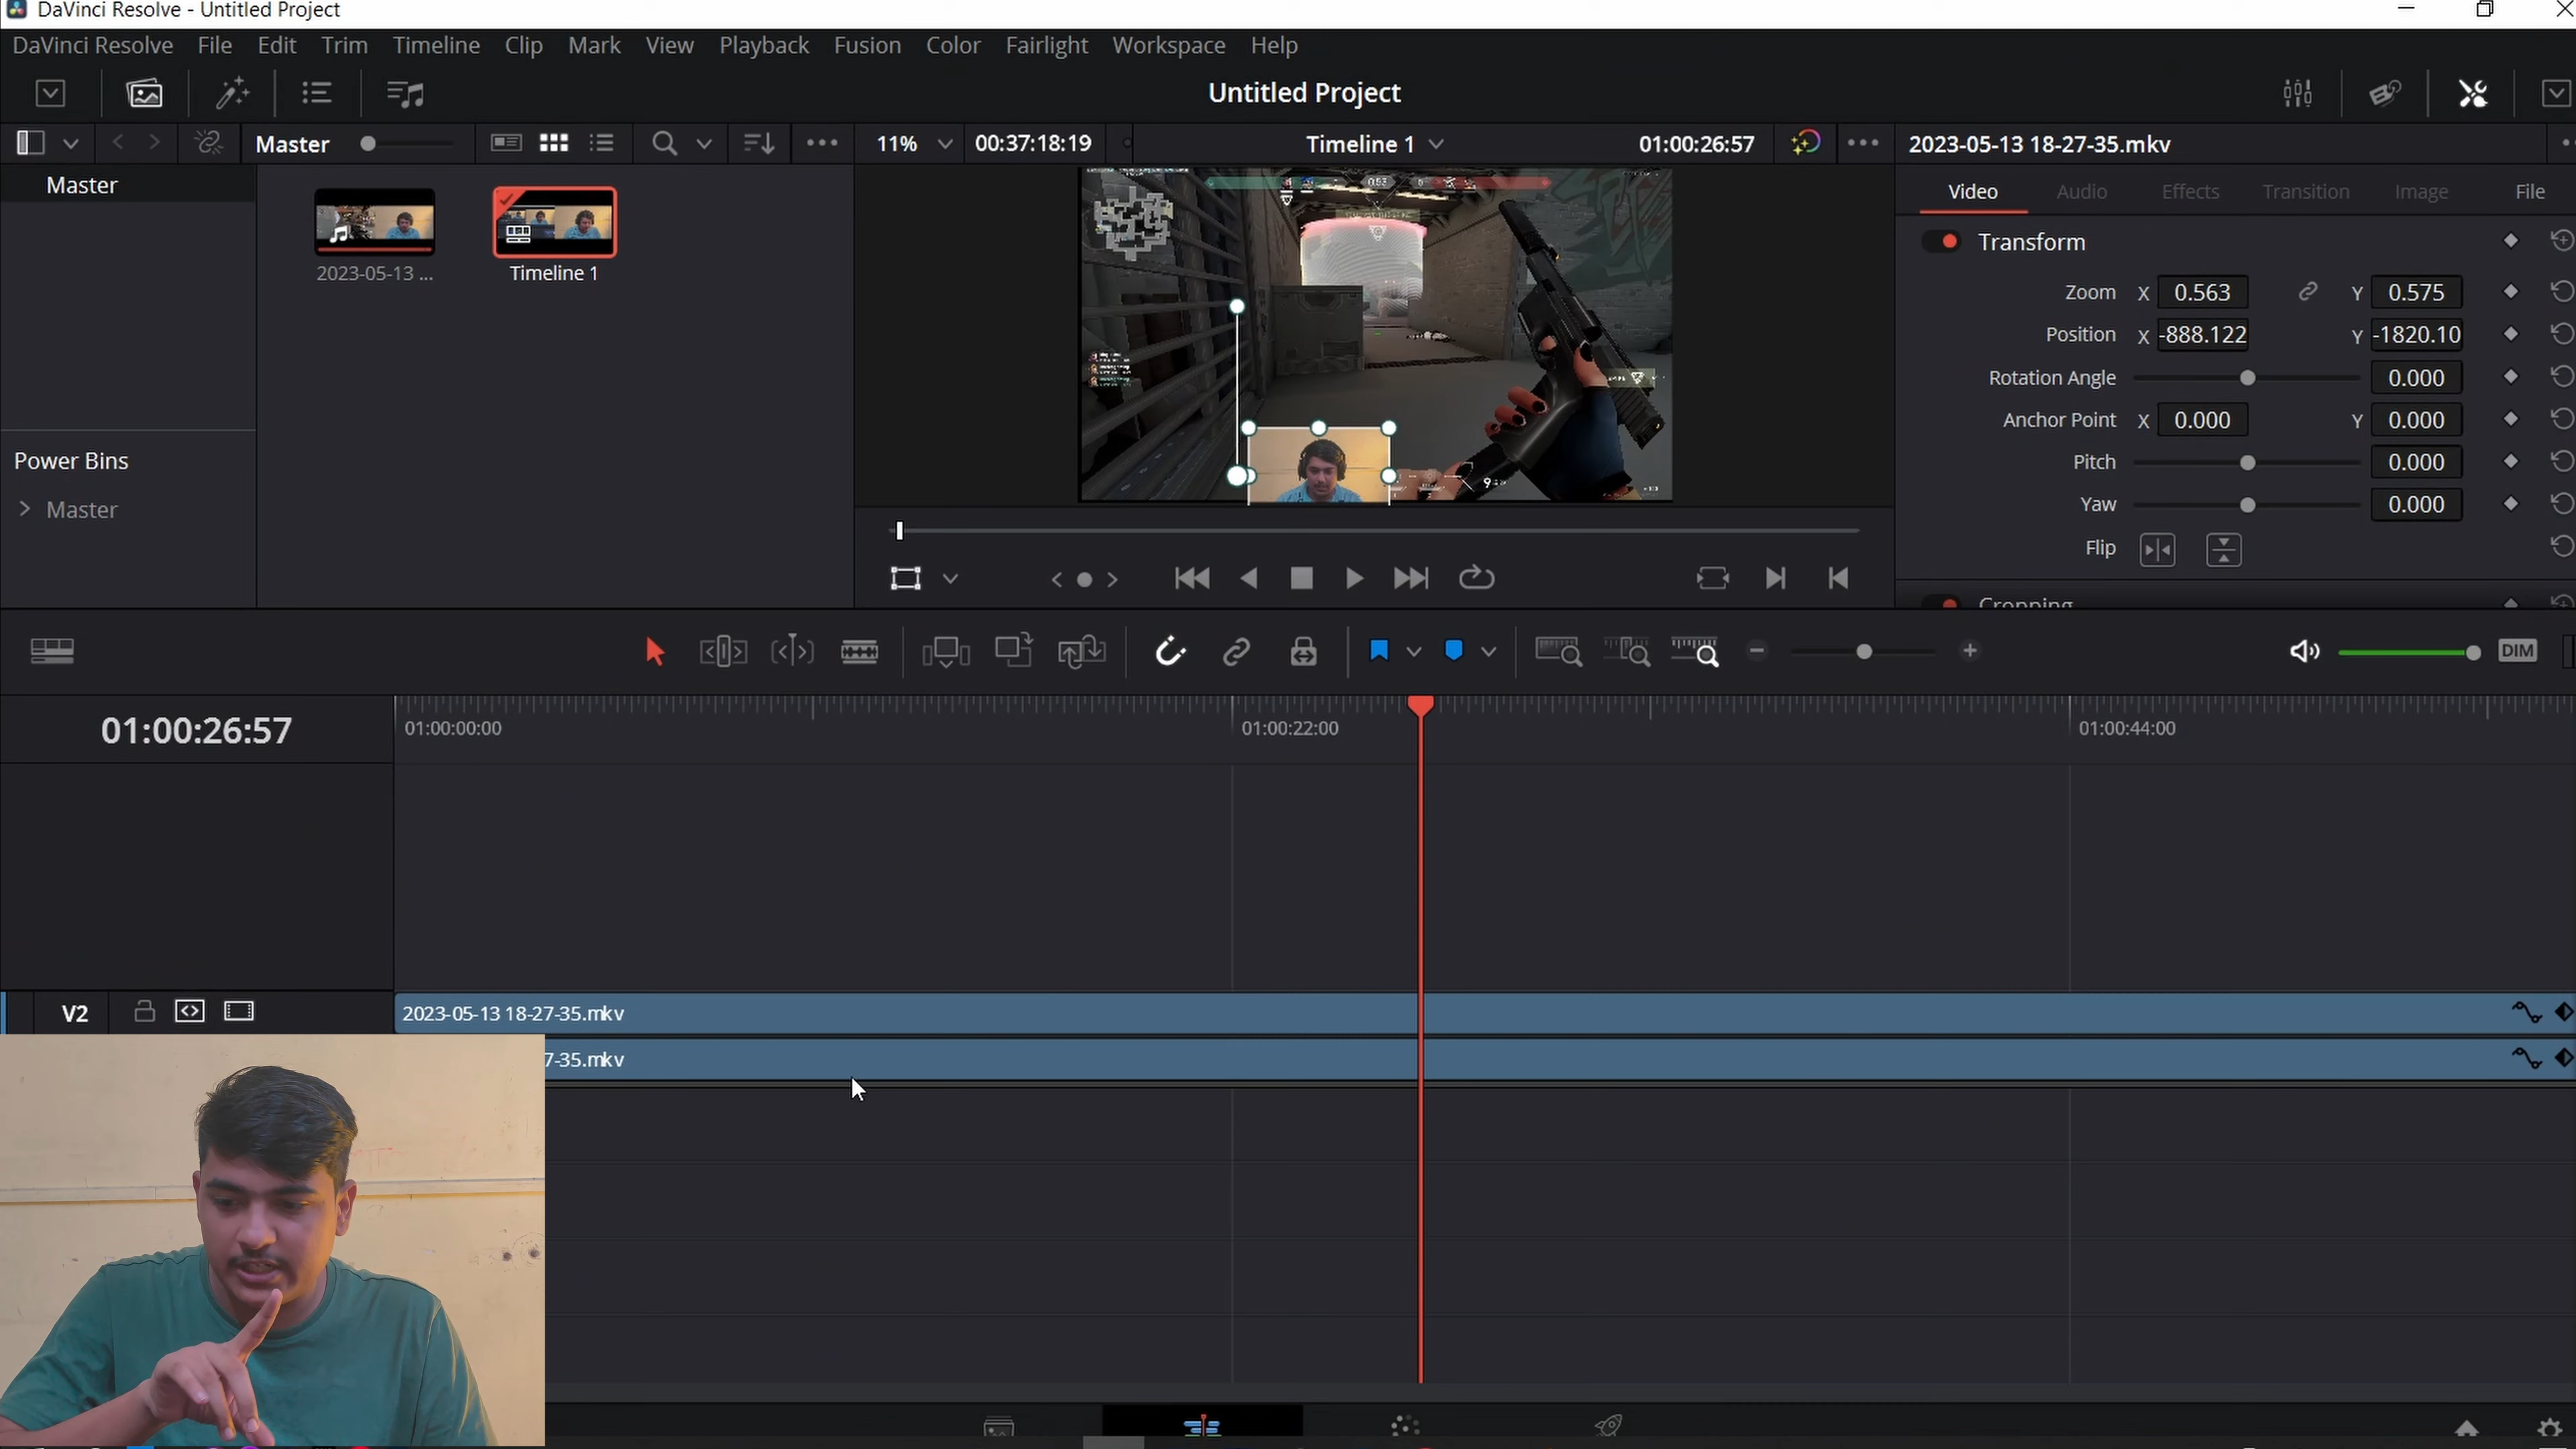 DaVinci Resolve - Untitled Project
DaVinci Resolve File Edit Trim Timeline Clip Mark View Playback Fusion Color Fairlight Workspace Help
Untitled Project
Master 11% 00:37:18:19 Timeline 1 01:00:26:57 2023-05-13 18-27-35.mkv
Master
Video Audio Effects Transition Image File
Transform
2023-05-13 ... Timeline 1
Zoom X 0.563 Y 0.575
Position X -888.122 Y -1820.10
Rotation Angle 0.000
Anchor Point X 0.000 Y 0.000
Power Bins
Pitch 0.000
Master
Yaw 0.000
Flip
Cropping
DIM
01:00:26:57
01:00:00:00 01:00:22:00 01:00:44:00
V2 2023-05-13 18-27-35.mkv
7-35.mkv